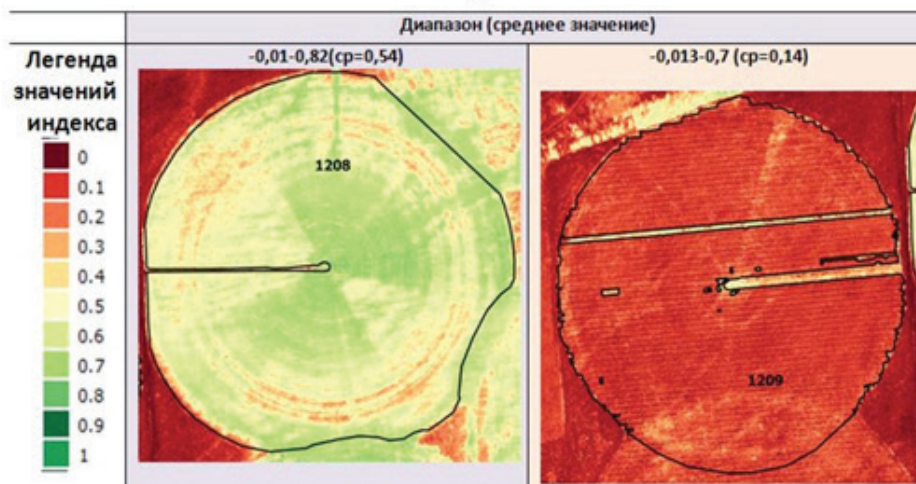 Диапазон (среднее значение)
Легенда
значений
индекса
-0,01-0,82(ср=0,54)
-0,013-0,7 (ср=0,14)
0
0.1
0.2
0.3
0.4
0.5
0.6
0.7
0.8
0.9
1
1208
1209